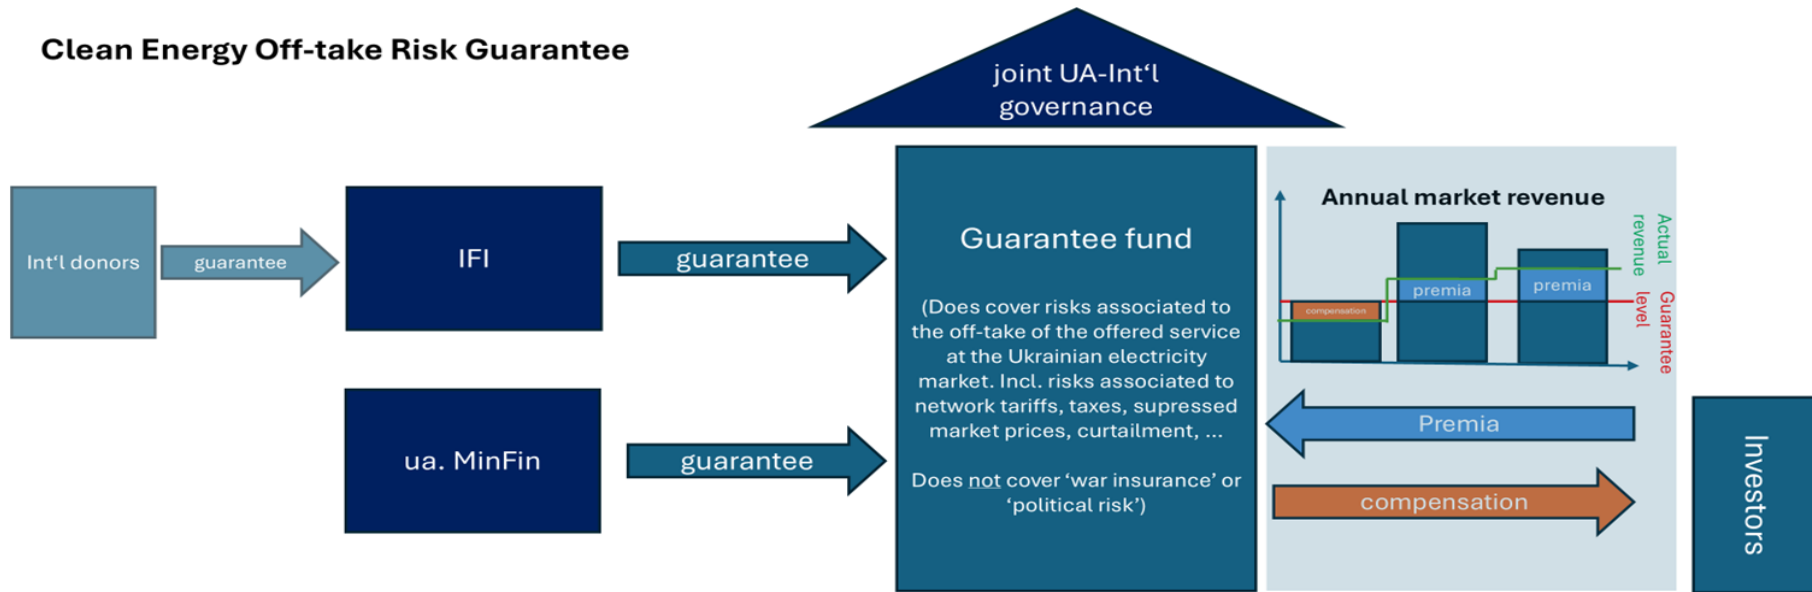 Clean Energy Off-take Risk Guarantee
joint UA-Int‘l
governance
Int‘l donors
guarantee
IFI
guarantee
ua. MinFin
guarantee
Guarantee fund
(Does cover risks associated to
the off-take of the offered service
at the Ukrainian electricity
market. Incl. risks associated to
network tariffs, taxes, supressed
market prices, curtailment, ...
Does not cover ‘war insurance’ or
‘political risk’)
Annual market revenue
compensation
premia
premia
Actual
revenue
Guarantee
level
Premia
compensation
Investors